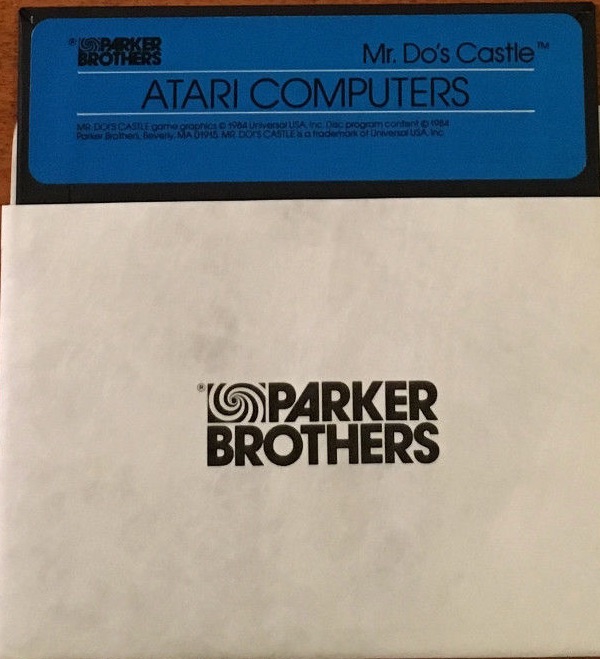 ® PARKER
BROTHERS
Mr. Do's Castle™
ATARI COMPUTERS
MR. DO'S CASTLE game graphics © 1984 Universal USA, Inc. Disc program content © 1984
Parker Brothers, Beverly, MA 01915. MR. DO'S CASTLE is a trademark of Universal USA, Inc.
® PARKER
BROTHERS